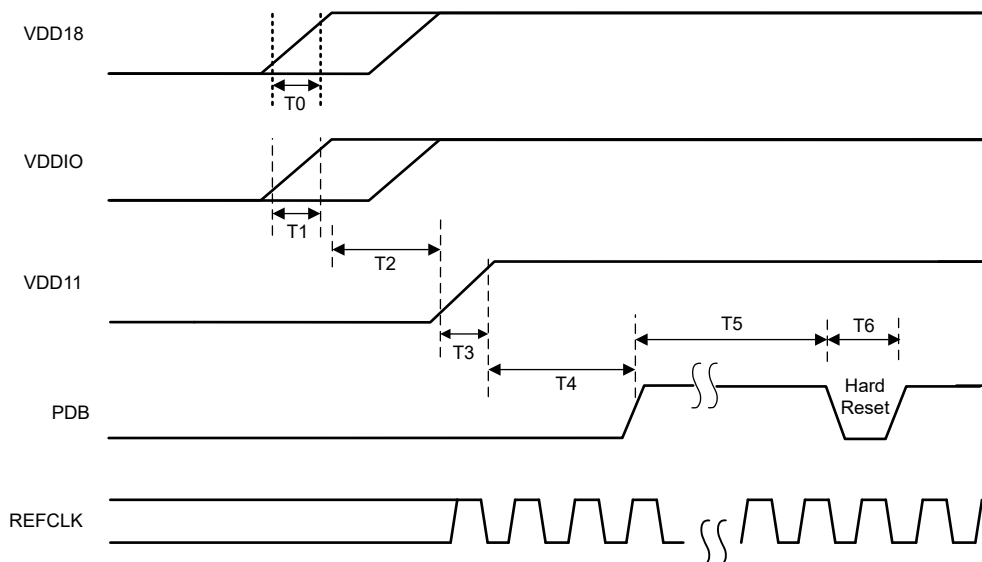 VDD18
T0
VDDIO
T1
T2
VDD11
T3
T5
T6
T4
Hard
Reset
PDB
REFCLK